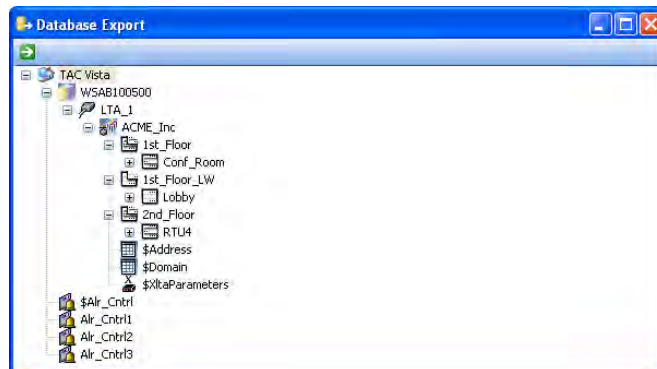 Database Export
TAC Vista
WSAB100500
LTA_1
ACME_Inc
1st_Floor
Conf_Room
1st_Floor_LW
Lobby
2nd_Floor
RTU4
$Address
$Domain
$XltaParameters
$Alr_Cntrl
Alr_Cntrl1
Alr_Cntrl2
Alr_Cntrl3